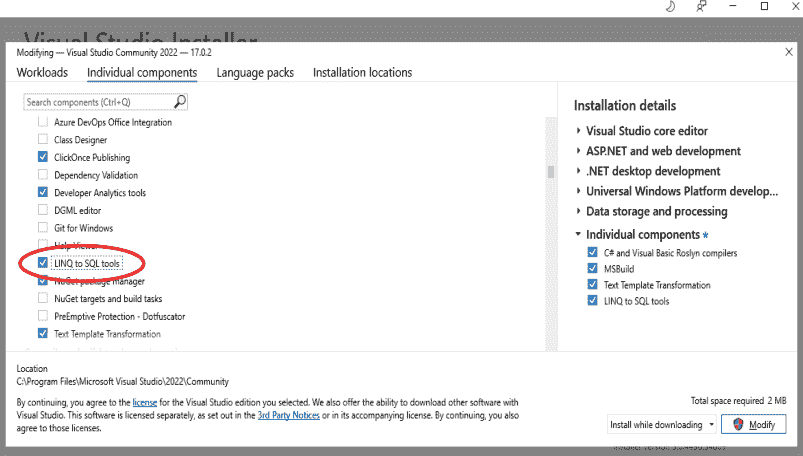 Visual Studio Installer
Modifying — Visual Studio Community 2022 — 17.0.2
Workloads
Individual components
Language packs
Installation locations
Search components (Ctrl+Q)
Azure DevOps Office Integration
Class Designer
ClickOnce Publishing
Dependency Validation
Developer Analytics tools
DGML editor
Git for Windows
Help Viewer
LINQ to SQL tools
NuGet package manager
NuGet targets and build tasks
PreEmptive Protection - Dotfuscator
Text Template Transformation
Installation details
Visual Studio core editor
ASP.NET and web development
.NET desktop development
Universal Windows Platform develop...
Data storage and processing
Individual components *
C# and Visual Basic Roslyn compilers
MSBuild
Text Template Transformation
LINQ to SQL tools
Location
C:\Program Files\Microsoft Visual Studio\2022\Community
By continuing, you agree to the license for the Visual Studio edition you selected. We also offer the ability to download other software with
Visual Studio. This software is licensed separately, as set out in the 3rd Party Notices or in its accompanying license. By continuing, you also
agree to those licenses.
Total space required 2 MB
Install while downloading
Modify